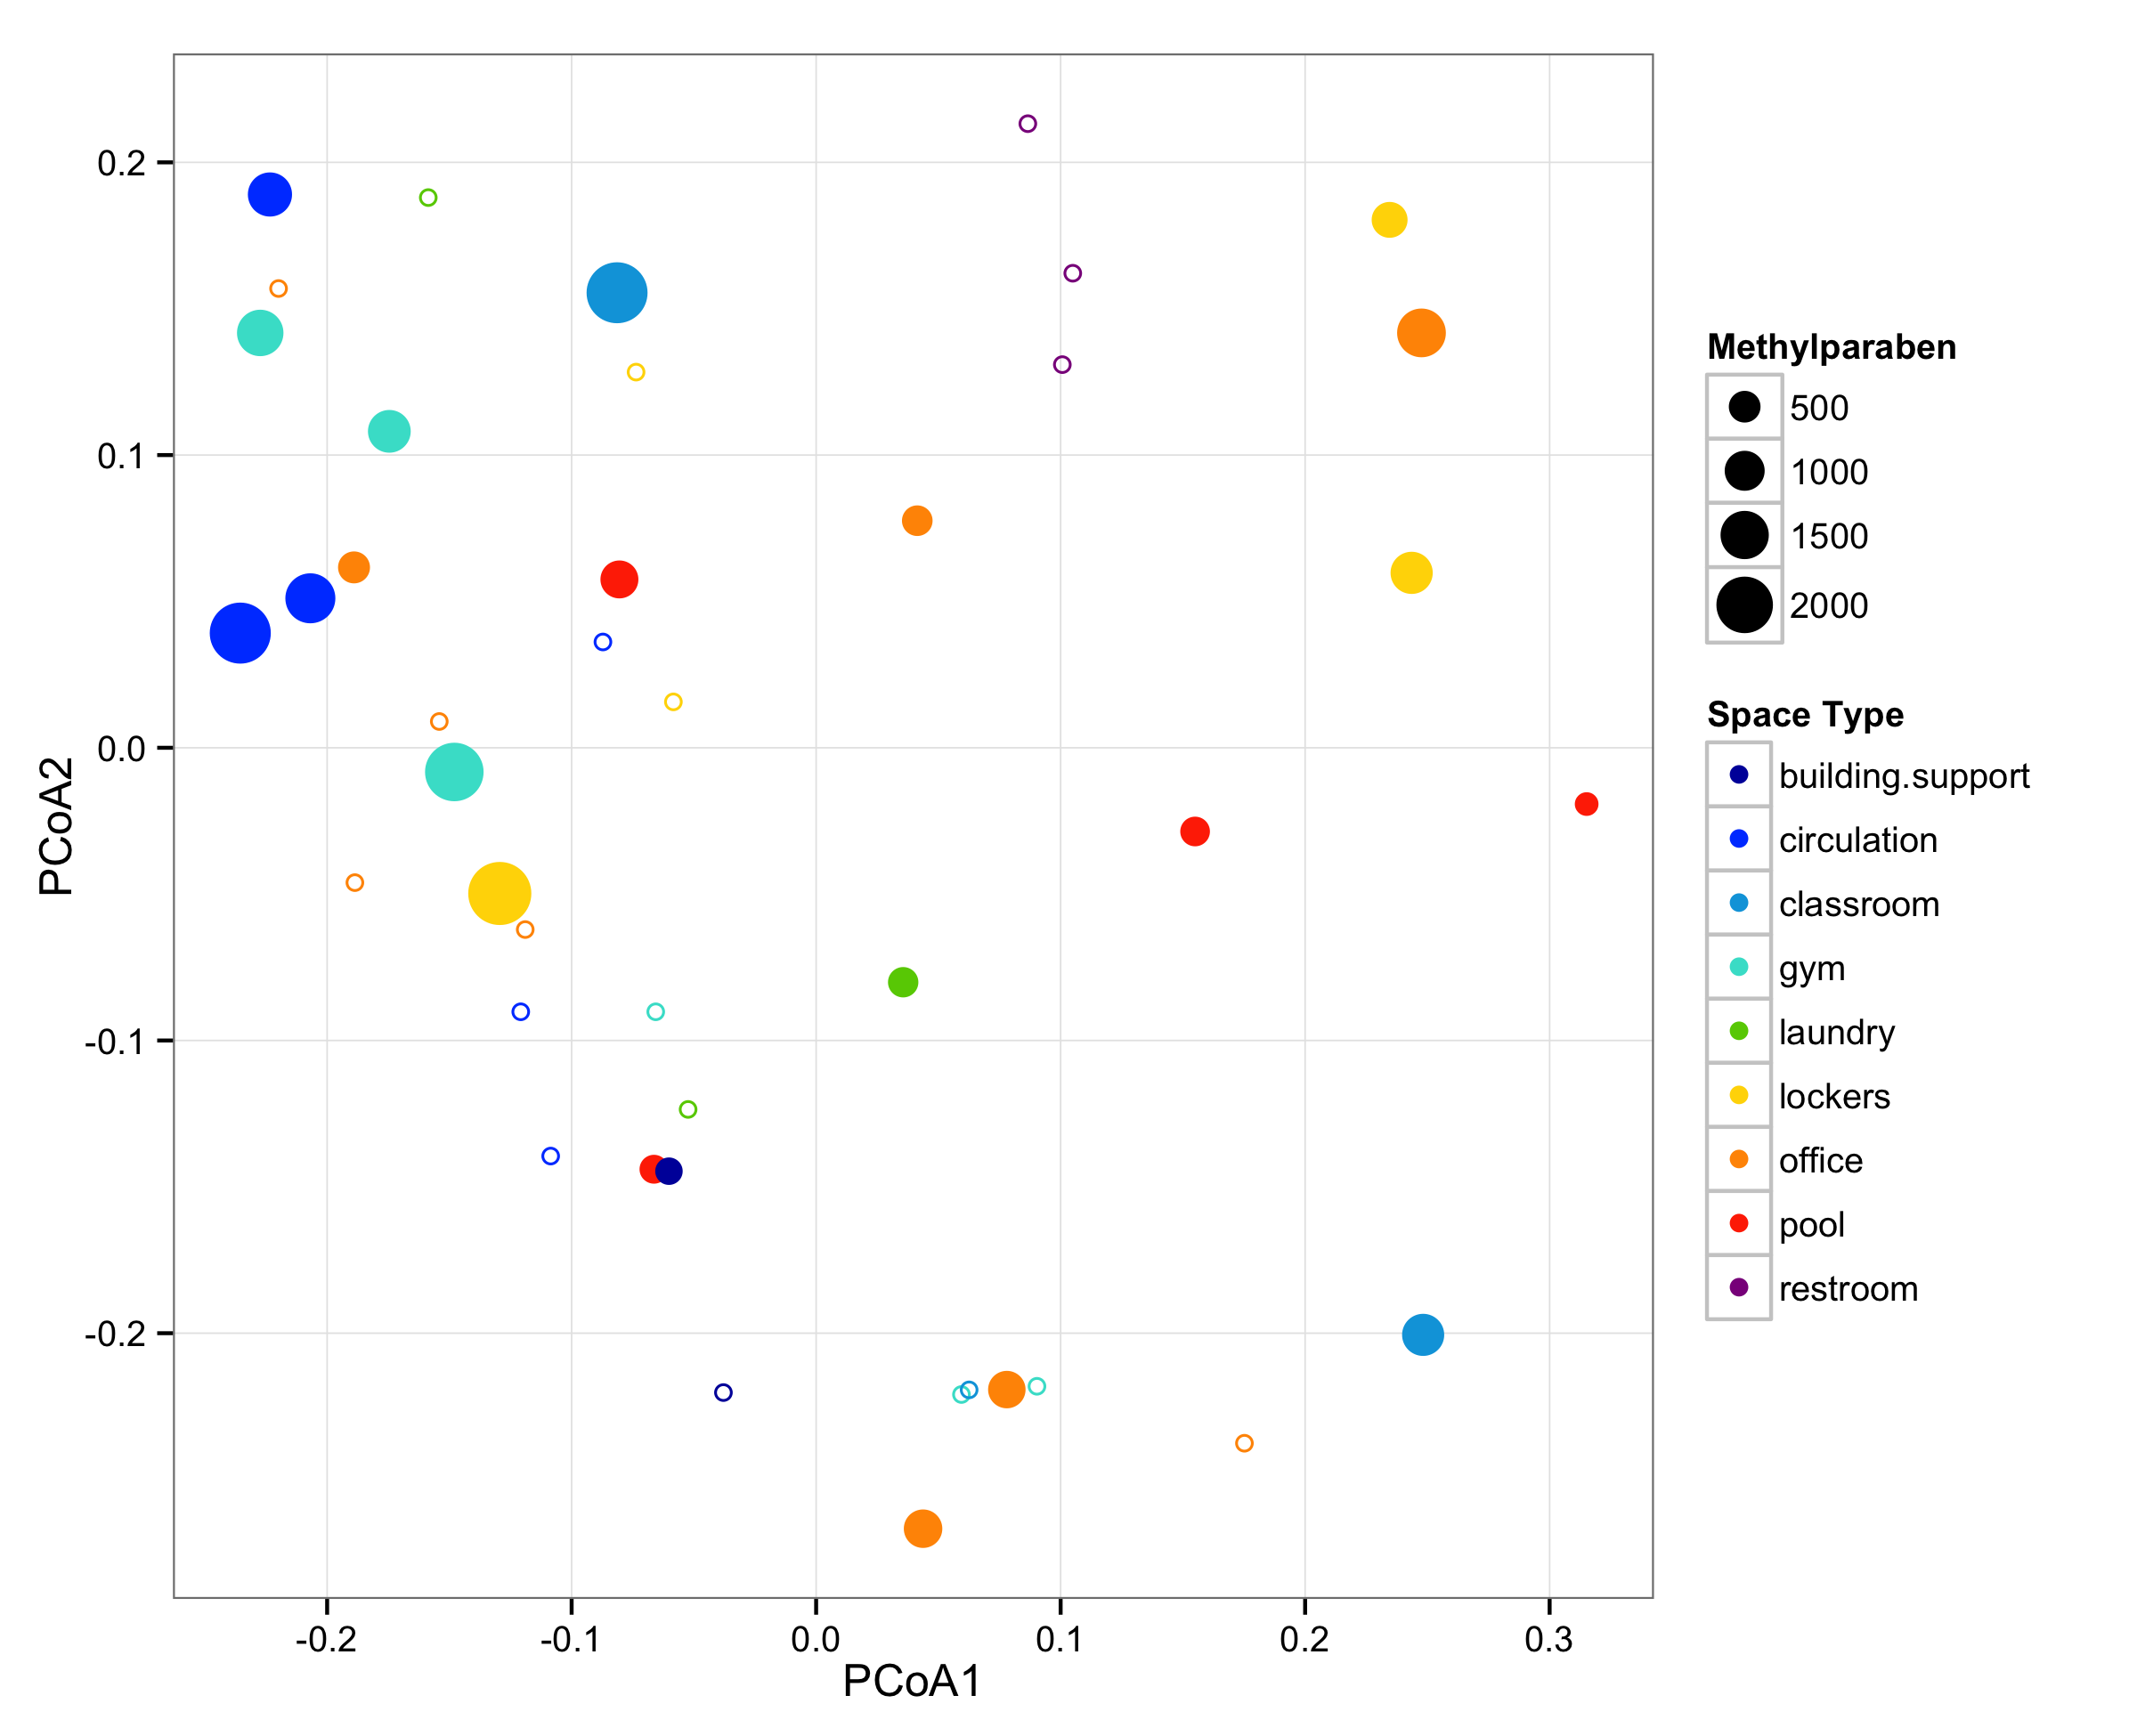 0.2
0.1
0.0
-0.1
-0.2
PCoA2
-0.2
-0.1
0.0
0.1
0.2
0.3
PCoA1
Methylparaben
500
1000
1500
2000
Space Type
building.support
circulation
classroom
gym
laundry
lockers
office
pool
restroom